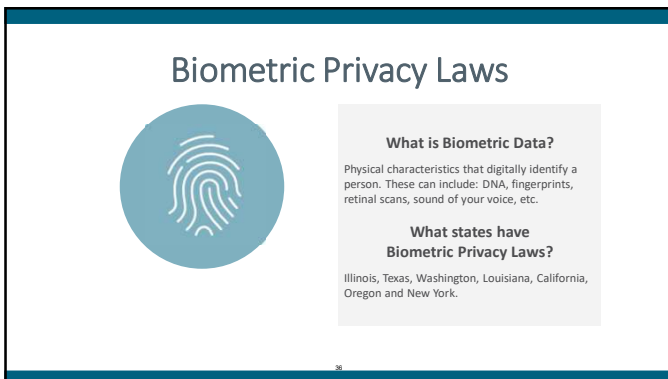 Biometric Privacy Laws
What is Biometric Data?
Physical characteristics that digitally identify a
person. These can include: DNA, fingerprints,
retinal scans, sound of your voice, etc.
What states have
Biometric Privacy Laws?
Illinois, Texas, Washington, Louisiana, California,
Oregon and New York.
36